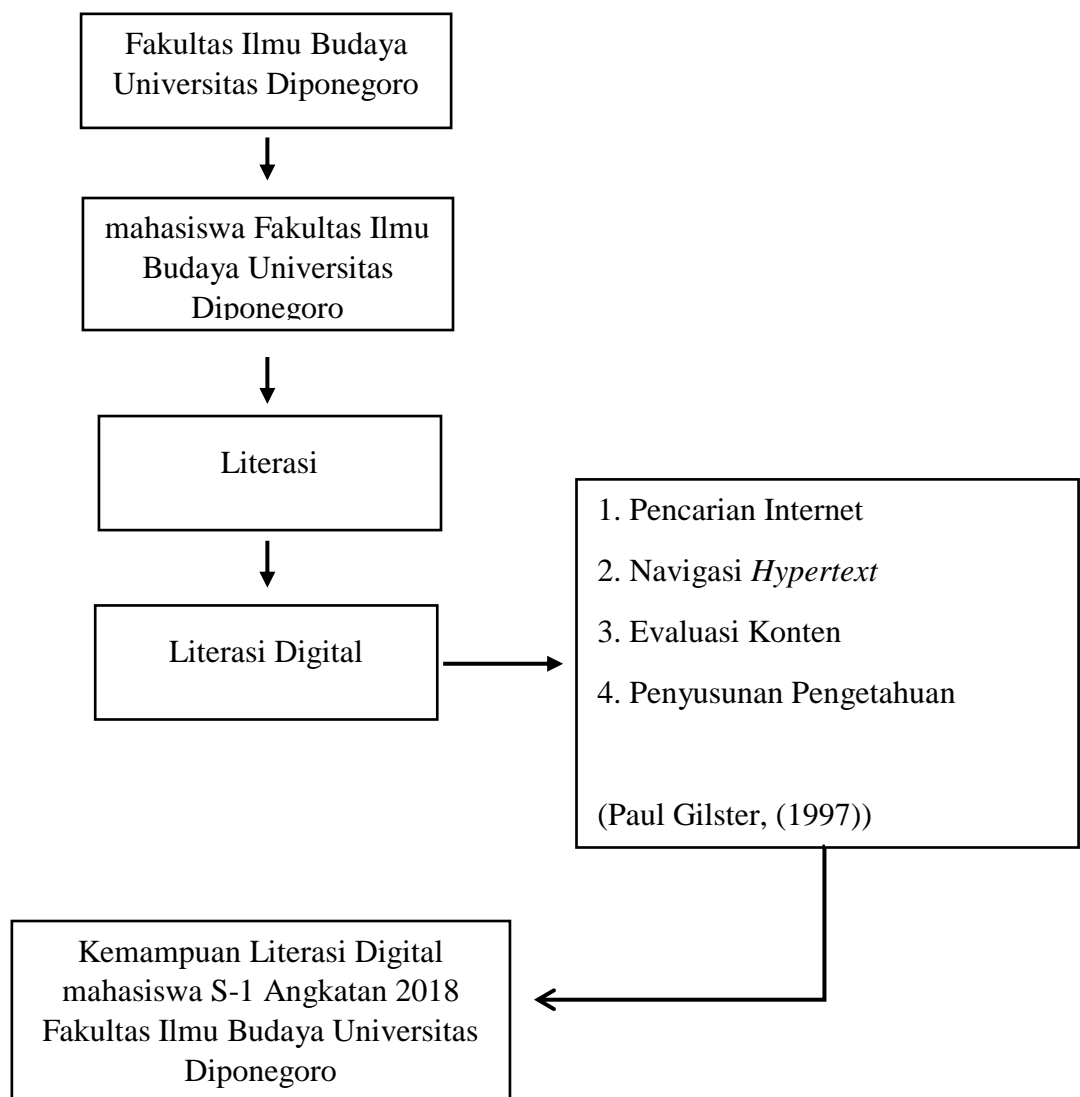 Fakultas Ilmu Budaya
Universitas Diponegoro
mahasiswa Fakultas Ilmu
Budaya Universitas
Diponegoro
Literasi
Literasi Digital
1. Pencarian Internet
2. Navigasi Hypertext
3. Evaluasi Konten
4. Penyusunan Pengetahuan
(Paul Gilster, (1997))
Kemampuan Literasi Digital
mahasiswa S-1 Angkatan 2018
Fakultas Ilmu Budaya Universitas
Diponegoro